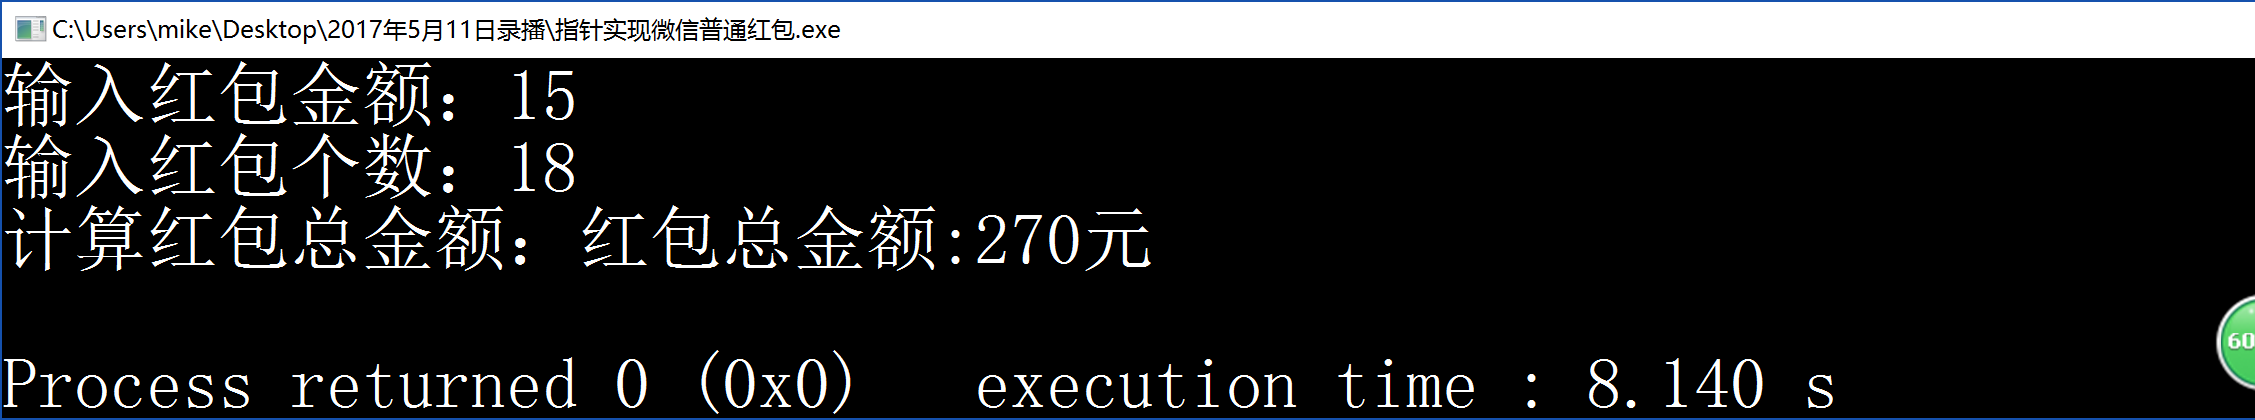 C:\Users\mike\Desktop\2017年5月11日录播\指针实现微信普通红包.exe
输入红包金额：15
输入红包个数：18
计算红包总金额：红包总金额:270元
60
Process returned 0 (0x0)   execution time : 8.140 s